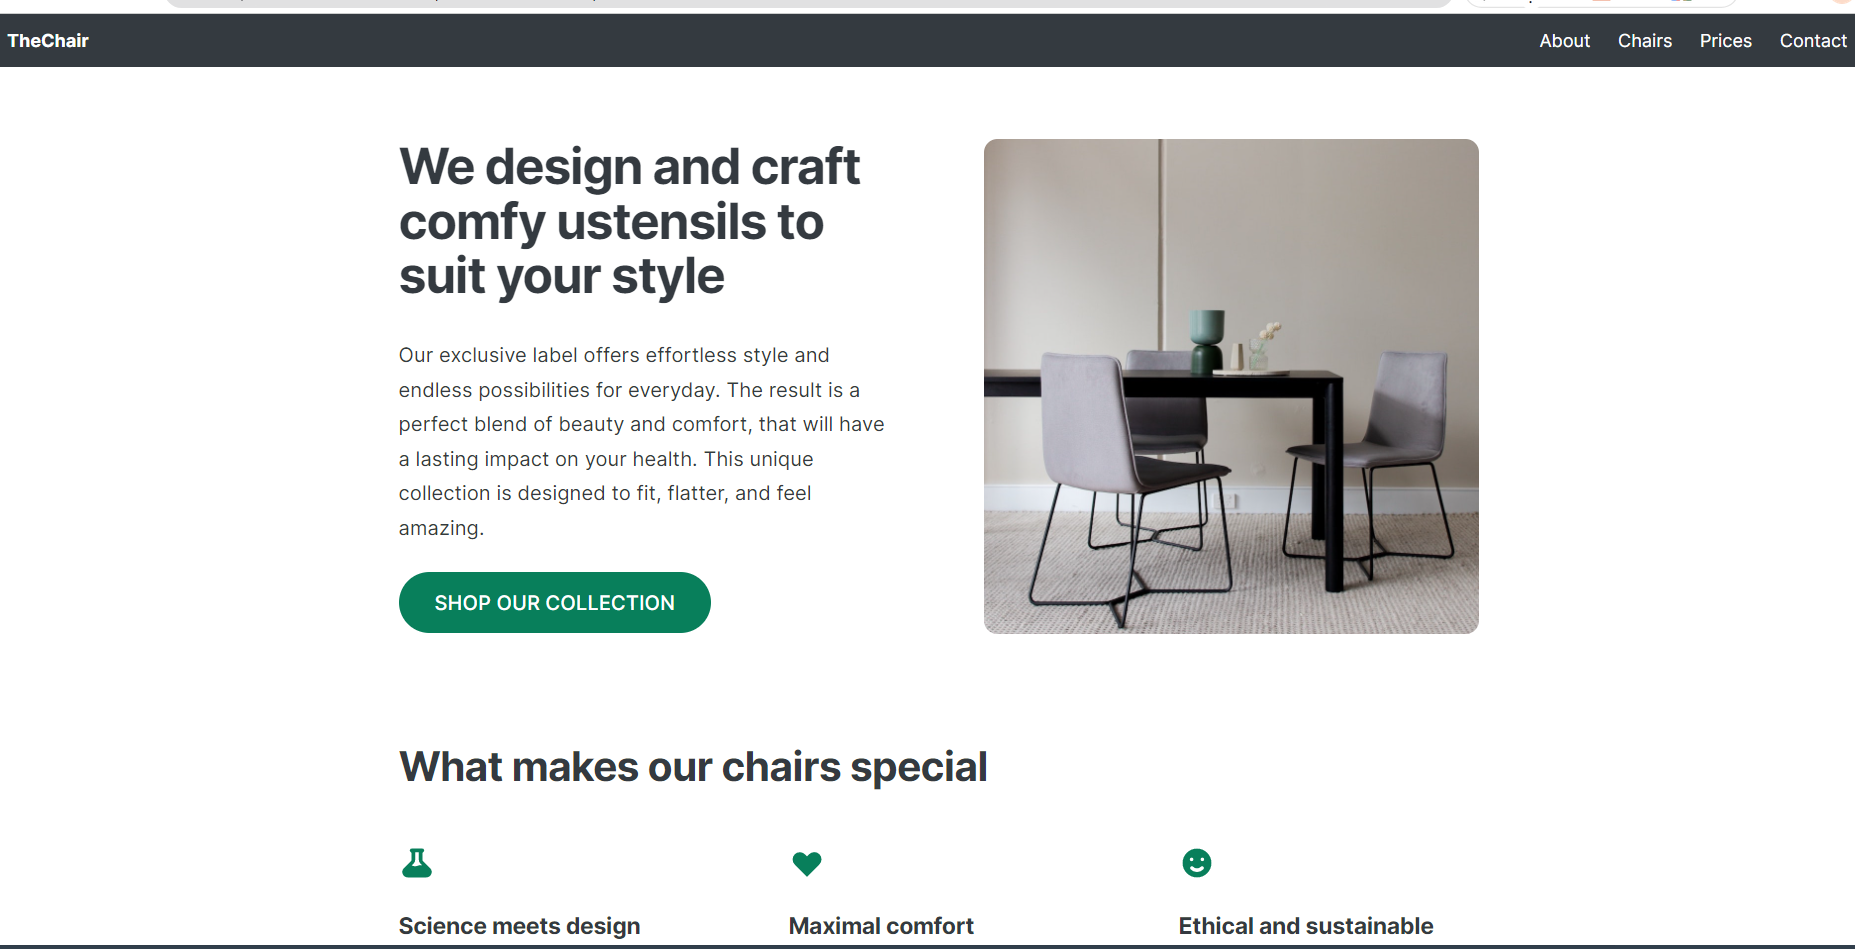 TheChair
About Chairs Prices Contact
We design and craft
comfy ustensils to
suit your style
Our exclusive label offers effortless style and
endless possibilities for everyday. The result is a
perfect blend of beauty and comfort, that will have
a lasting impact on your health. This unique
collection is designed to fit, flatter, and feel
amazing.
SHOP OUR COLLECTION
What makes our chairs special
Science meets design
Maximal comfort
Ethical and sustainable